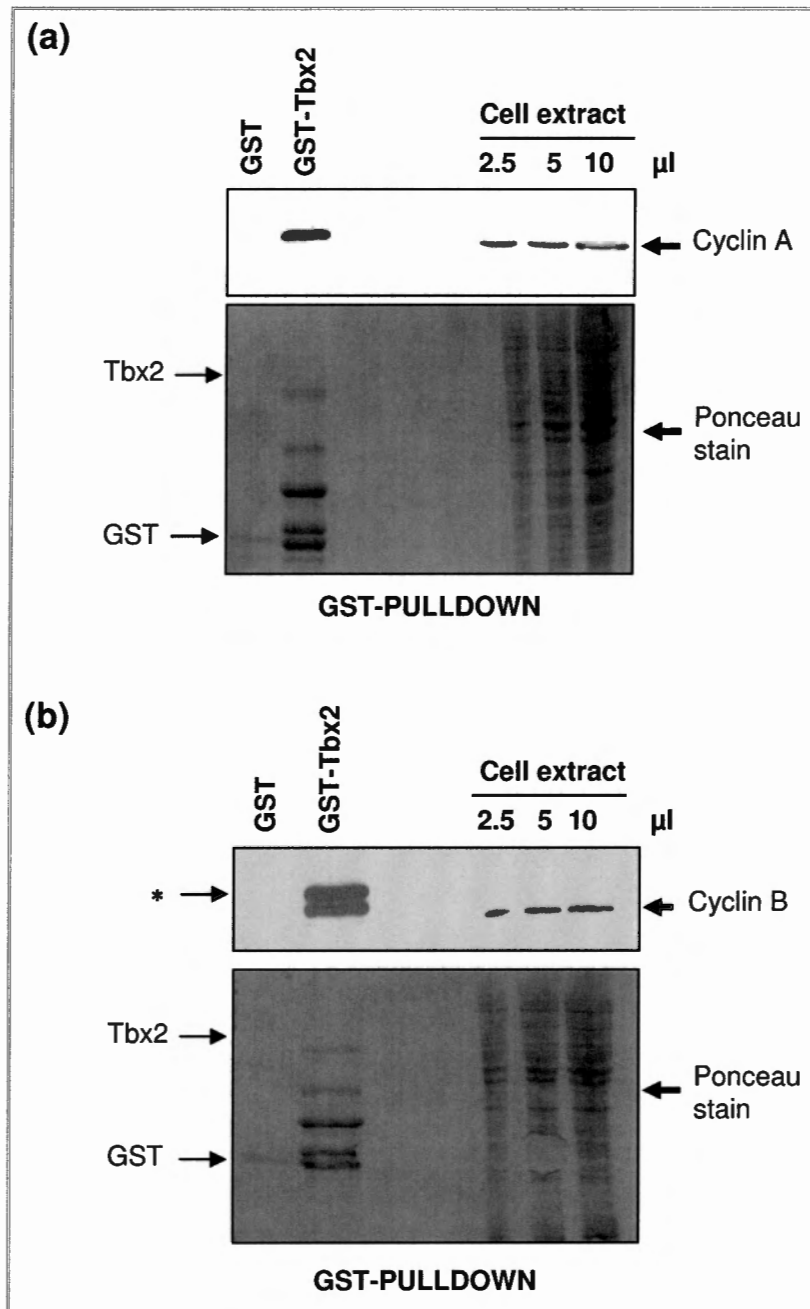 (a)
GST
GST-Tbx2
Cell extract
2.5 5 10 µl
Cyclin A
Tbx2
Ponceau
stain
GST
GST-PULLDOWN
(b)
GST
GST-Tbx2
Cell extract
2.5 5 10 µl
*
Cyclin B
Tbx2
Ponceau
stain
GST
GST-PULLDOWN